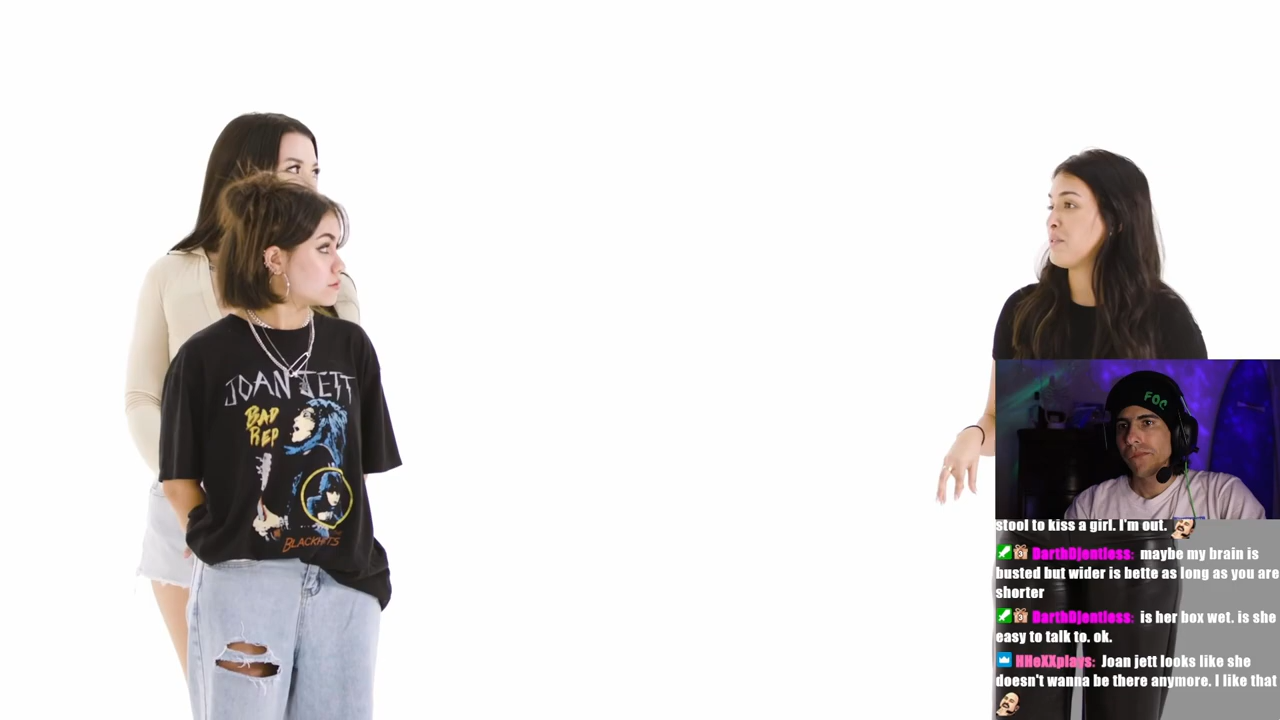 JOAN JETT
BAD
REP
BLACKHEARTS
FOC
stool to kiss a girl. I'm out.
DarthDjentless: maybe my brain is
busted but wider is bette as long as you are
shorter
DarthDjentless: is her box wet. is she
easy to talk to. ok.
HHeXXplays: Joan jett looks like she
doesn't wanna be there anymore. I like that